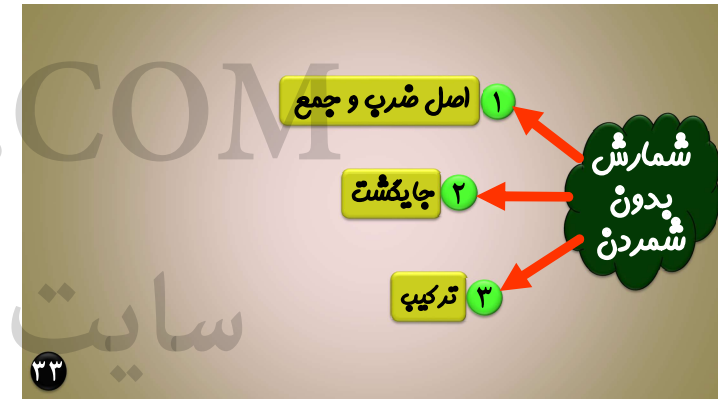 شمارش
بدون
شمردن
۱ اصل ضرب و جمع
۲ جایگشت
۳ ترکیب
.COM
سایت
۳۳